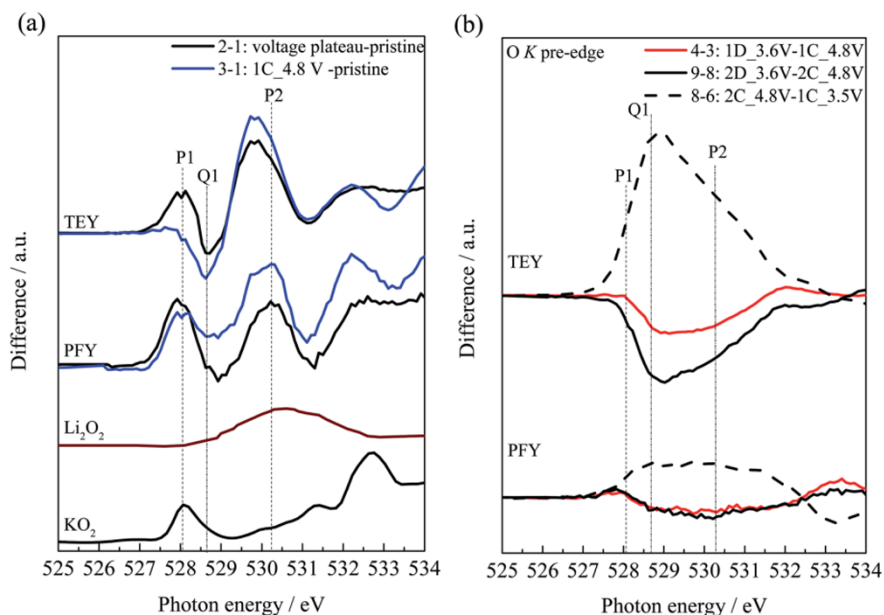 (a)
2-1: voltage plateau-pristine
3-1: 1C_4.8 V -pristine
P1
Q1
P2
TEY
PFY
Li2O2
KO2
Difference / a.u.
525 526 527 528 529 530 531 532 533 534
Photon energy / eV
(b)
O K pre-edge
4-3: 1D_3.6V-1C_4.8V
9-8: 2D_3.6V-2C_4.8V
8-6: 2C_4.8V-1C_3.5V
Q1
P1
P2
TEY
PFY
Difference / a.u.
525 526 527 528 529 530 531 532 533 534
Photon energy / eV